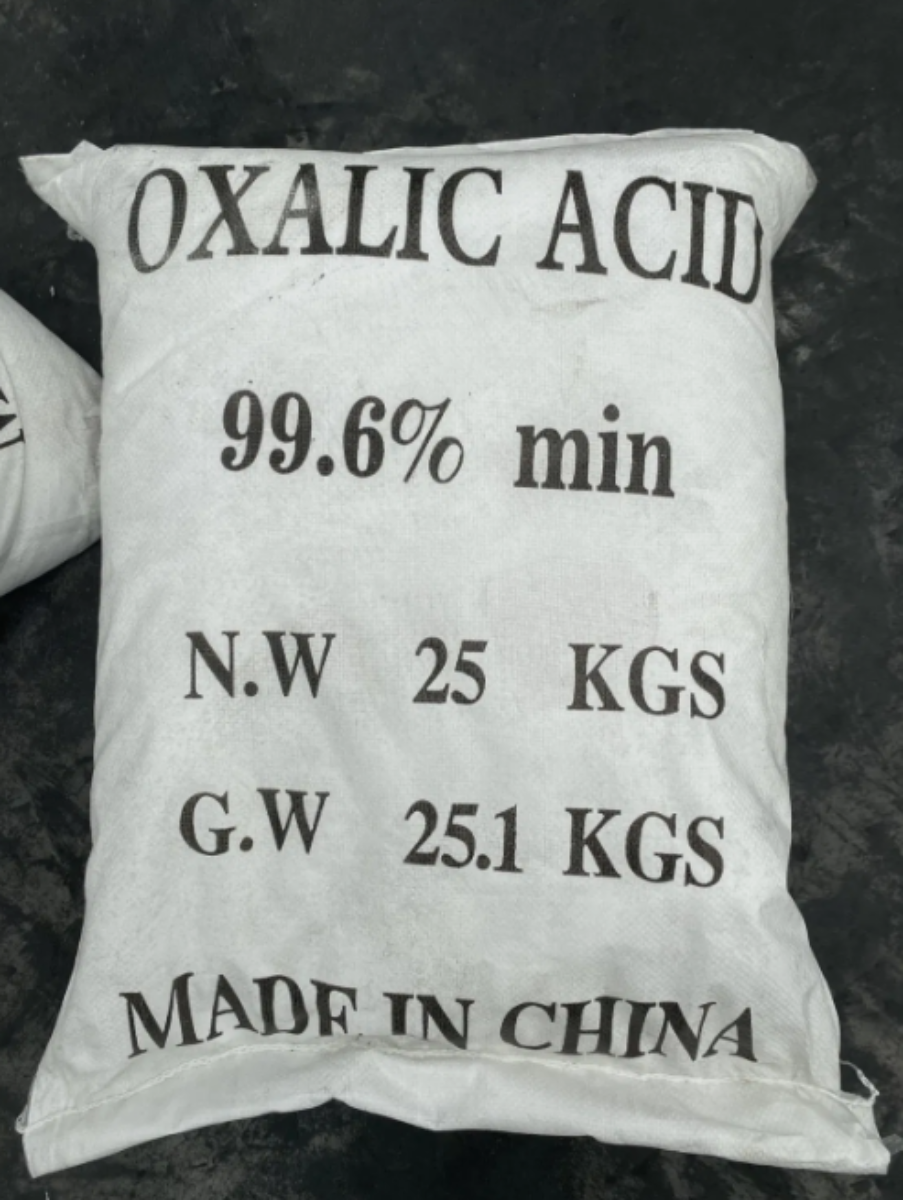 OXALIC ACID
99.6% min
N.W 25 KGS
G.W 25.1 KGS
MADE IN CHINA